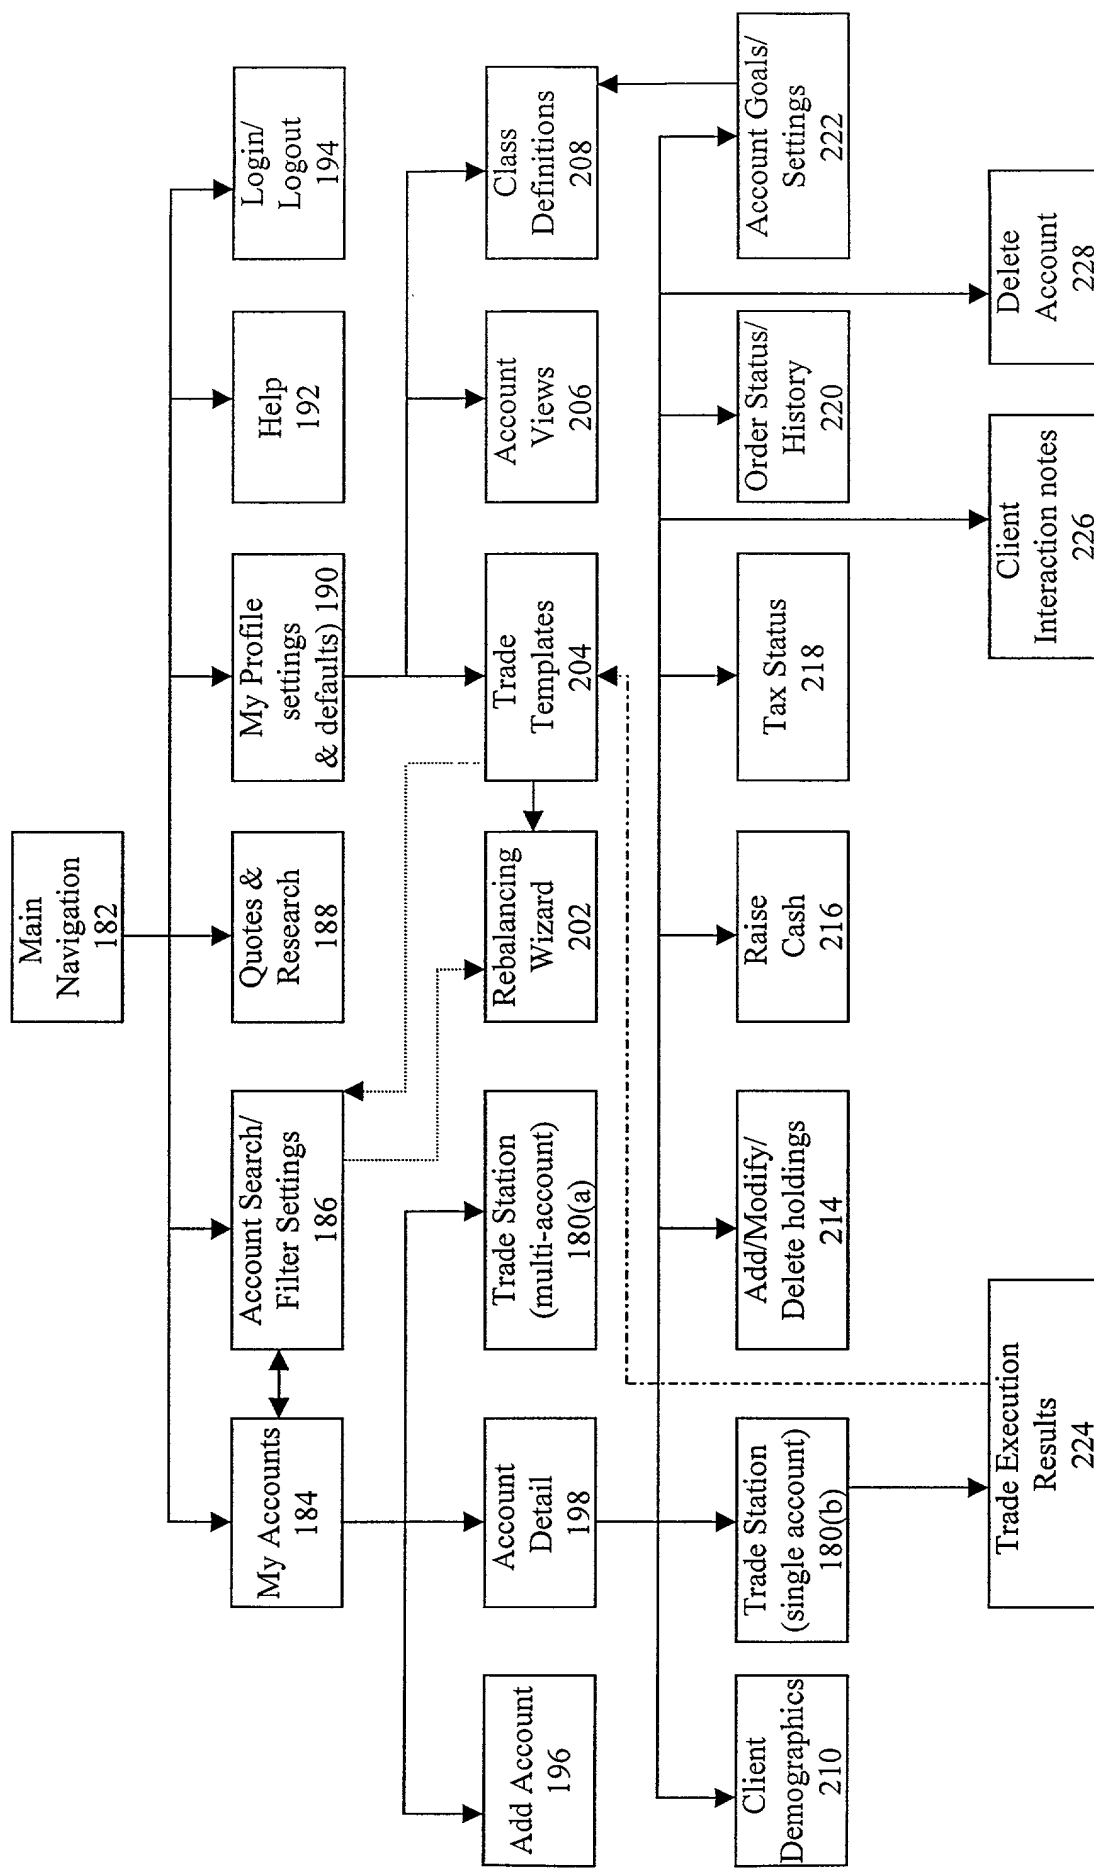 Main
Navigation
182
My Accounts
184
Account Search/
Filter Settings
186
Quotes &
Research
188
My Profile
settings
& defaults) 190
Help
192
Login/
Logout
194
Add Account
196
Account
Detail
198
Trade Station
(multi-account)
180(a)
Rebalancing
Wizard
202
Trade
Templates
204
Account
Views
206
Class
Definitions
208
Client
Demographics
210
Trade Station
(single account)
180(b)
Add/Modify/
Delete holdings
214
Raise
Cash
216
Tax Status
218
Order Status/
History
220
Account Goals/
Settings
222
Trade Execution
Results
224
Client
Interaction notes
226
Delete
Account
228